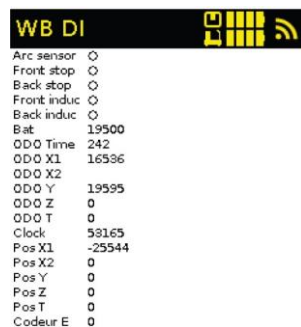 WB DI
Arc sensor
Front stop
Back stop
Front induc
Back induc
Bat 19500
ODO Time 242
ODO X1 16536
ODO X2
ODO Y 19595
ODO Z 0
ODO T 0
Clock 53165
Pos X1 -25544
Pos X2 0
Pos Y 0
Pos Z 0
Pos T 0
Codeur E 0